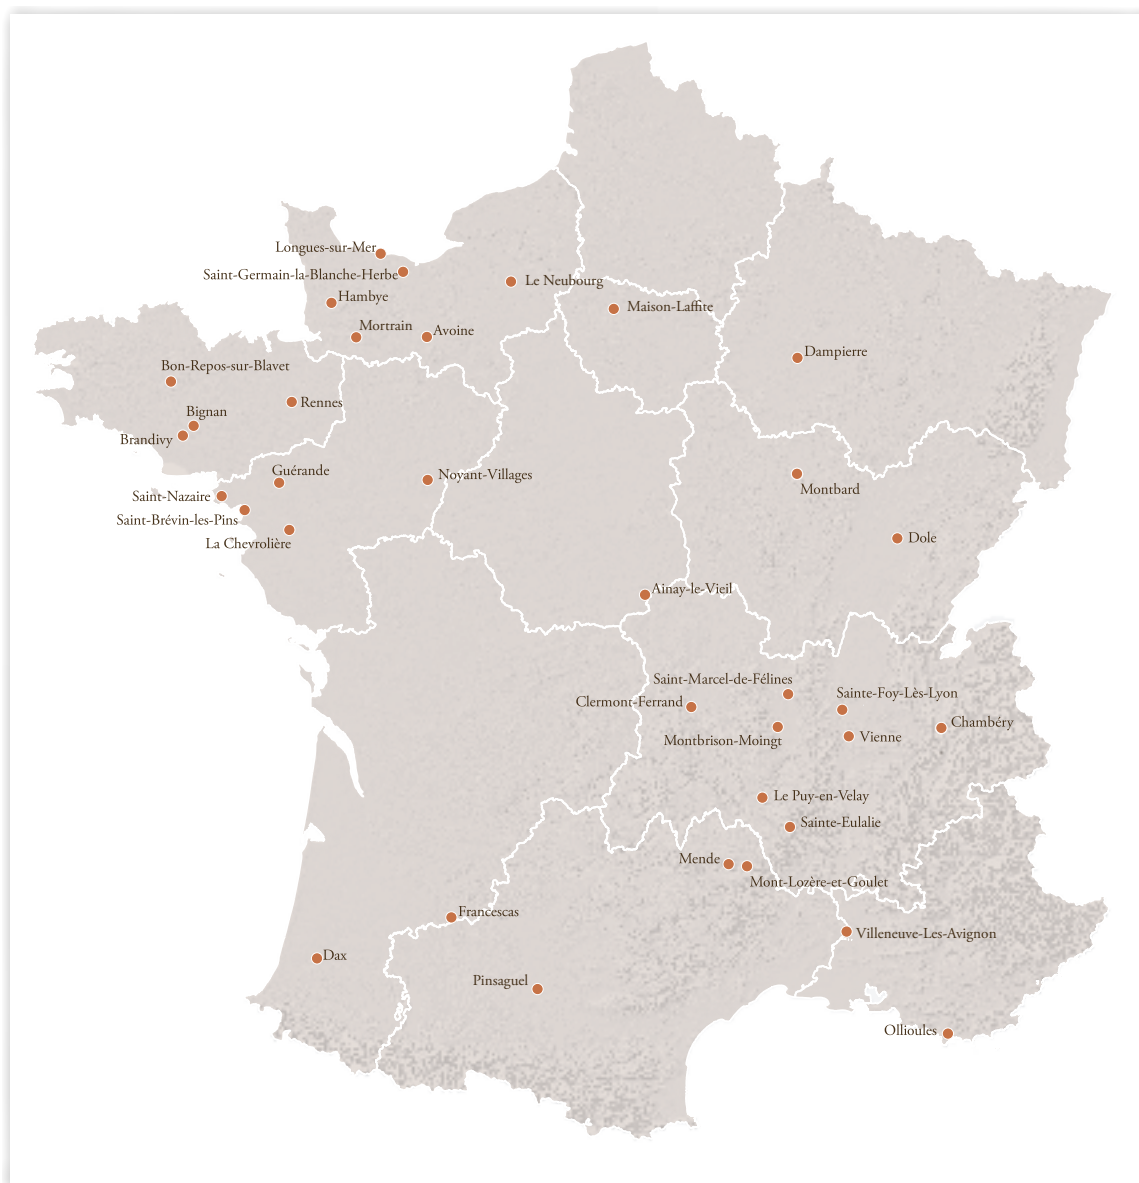 Longues-sur-Mer
Saint-Germain-la-Blanche-Herbe
Le Neubourg
Hambye
Maison-Laffite
Mortrain
Avoine
Dampierre
Bon-Repos-sur-Blavet
Rennes
Bignan
Brandivy
Guérande
Noyant-Villages
Montbard
Saint-Nazaire
Saint-Brévin-les-Pins
La Chevrolière
Dole
Ainay-le-Vieil
Saint-Marcel-de-Félines
Sainte-Foy-Lès-Lyon
Clermont-Ferrand
Chambéry
Montbrison-Moingt
Vienne
Le Puy-en-Velay
Sainte-Eulalie
Mende
Mont-Lozère-et-Goulet
Francescas
Villeneuve-Les-Avignon
Dax
Pinsaguel
Ollioules